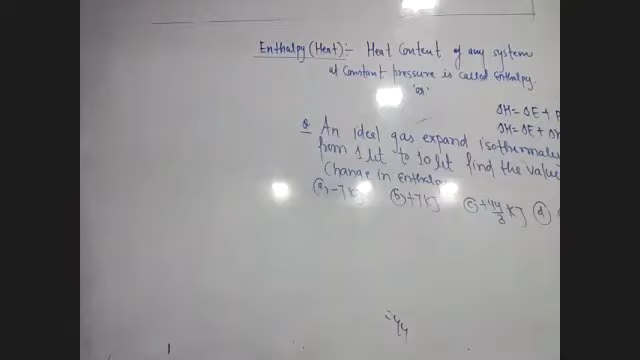 Enthalpy (Heat):- Heat Content of any system
at Constant pressure is called Enthalpy.
'or'
ΔH = ΔE +
ΔH = ΔE +
Q An ideal gas expand isothermal
from 1 lit to 10 lit find the value
Change in enthalpy
(a) -7 KJ (b) +7 KJ (c) +44/3 KJ (d)